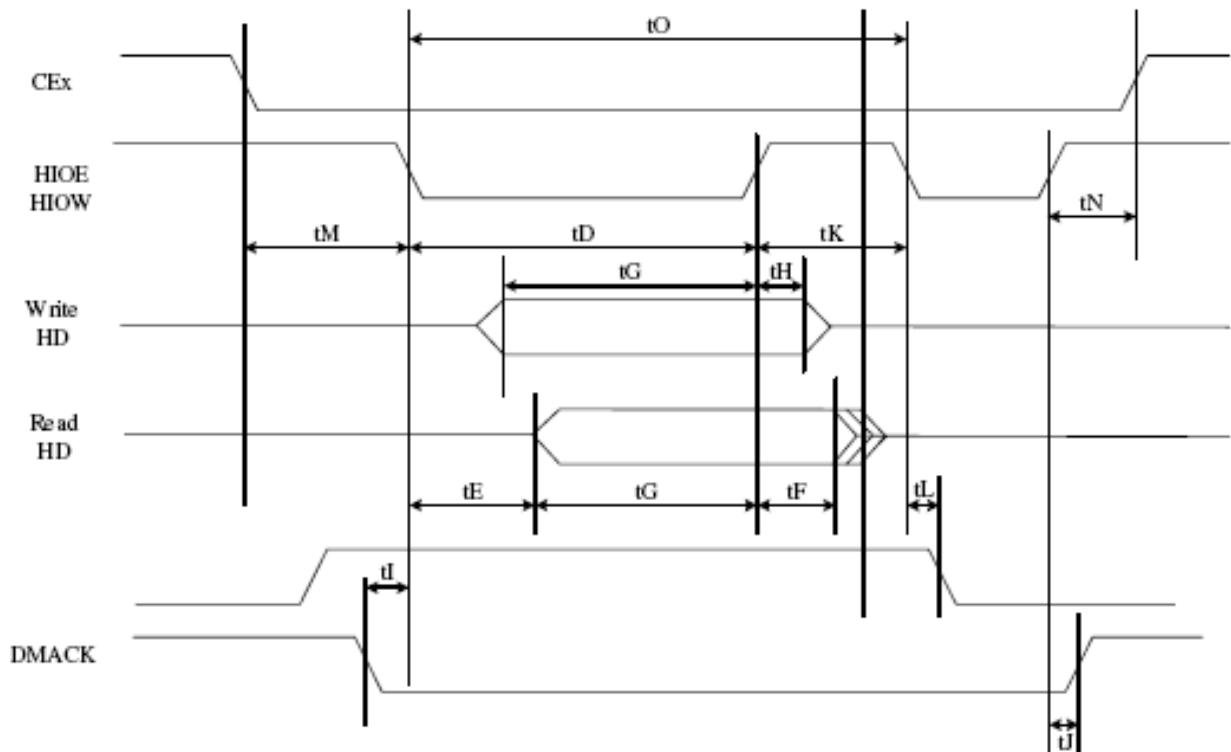 tO
CEx
HIOE
HIOW
tN
tM
tD
tK
tG
tH
Write
HD
Read
HD
tE
tG
tF
tL
tI
DMACK
tJ